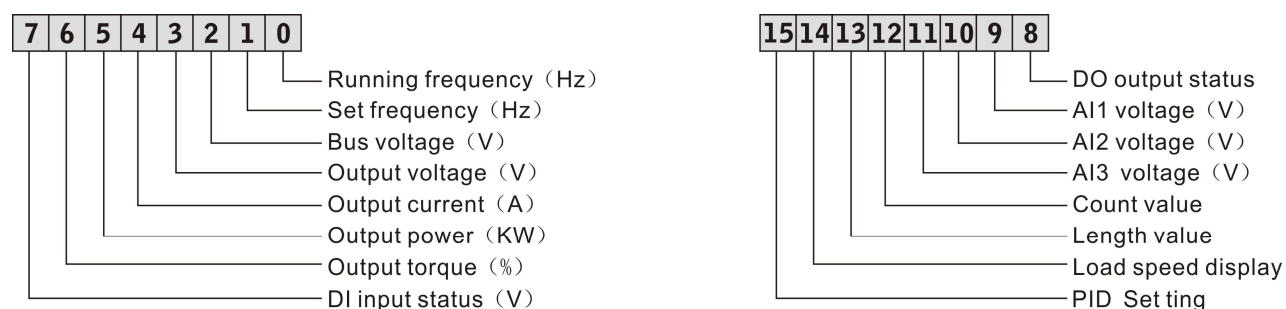 7 6 5 4 3 2 1 0
Running frequency（Hz）
Set frequency（Hz）
Bus voltage（V）
Output voltage（V）
Output current（A）
Output power（KW）
Output torque（%）
DI input status（V）
15 14 13 12 11 10 9 8
DO output status
AI1 voltage（V）
AI2 voltage（V）
AI3 voltage（V）
Count value
Length value
Load speed display
PID Set ting